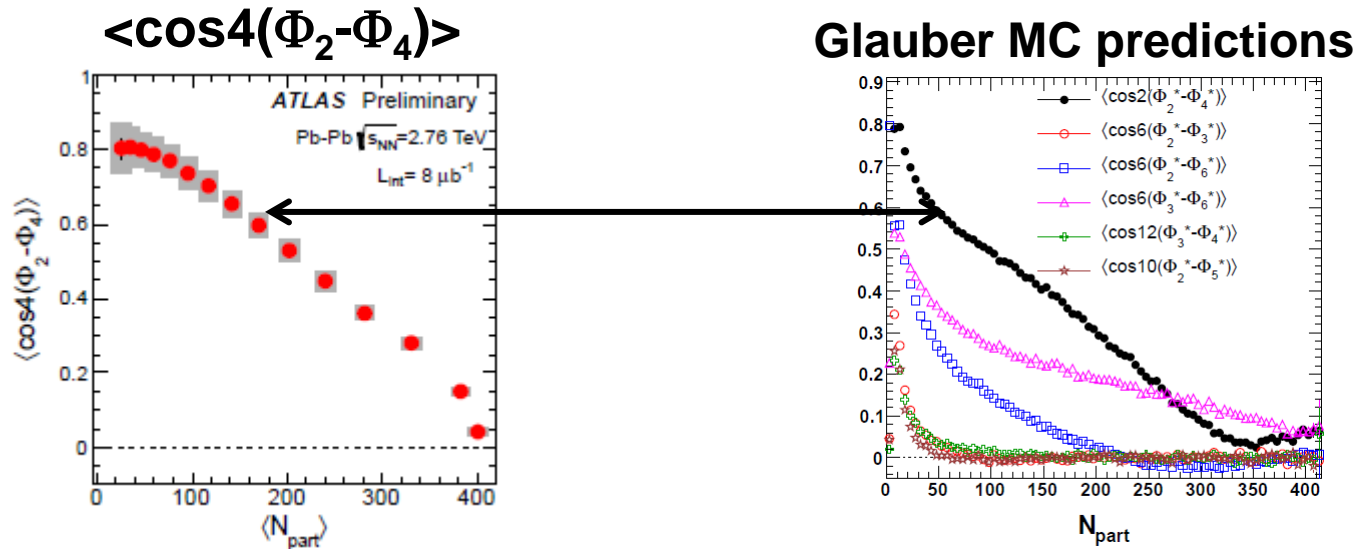 <cos4(Φ₂-Φ₄)>
Glauber MC predictions
ATLAS Preliminary
Pb-Pb √s_NN=2.76 TeV
L_int= 8 μb⁻¹
⟨cos4(Φ₂-Φ₄)⟩
1
0.8
0.6
0.4
0.2
0
0 100 200 300 400
⟨N_part⟩
⟨cos2(Φ₂*-Φ₄*)⟩
⟨cos6(Φ₂*-Φ₃*)⟩
⟨cos6(Φ₂*-Φ₆*)⟩
⟨cos6(Φ₃*-Φ₆*)⟩
⟨cos12(Φ₃*-Φ₄*)⟩
⟨cos10(Φ₂*-Φ₅*)⟩
0.9
0.8
0.7
0.6
0.5
0.4
0.3
0.2
0.1
0
0 50 100 150 200 250 300 350 400
N_part